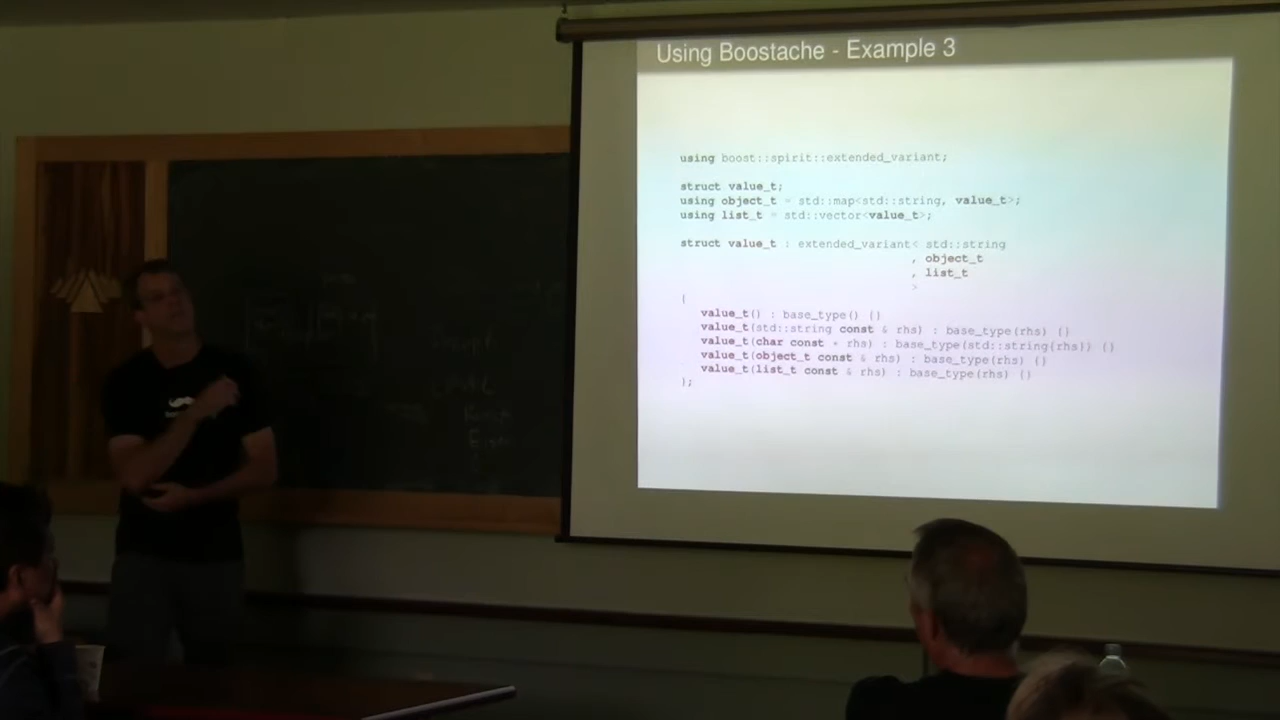 Using Boostache - Example 3
using boost::spirit::extended_variant;
struct value_t;
using object_t = std::map<std::string, value_t>;
using list_t = std::vector<value_t>;
struct value_t : extended_variant< std::string
, object_t
, list_t
>
{
value_t() : base_type() {}
value_t(std::string const & rhs) : base_type(rhs) {}
value_t(char const * rhs) : base_type(std::string{rhs}) {}
value_t(object_t const & rhs) : base_type(rhs) {}
value_t(list_t const & rhs) : base_type(rhs) {}
};